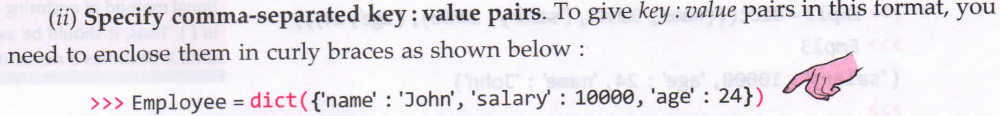 (ii) Specify comma-separated key : value pairs. To give key : value pairs in this format, you
need to enclose them in curly braces as shown below :
>>> Employee = dict({'name' : 'John', 'salary' : 10000, 'age' : 24})